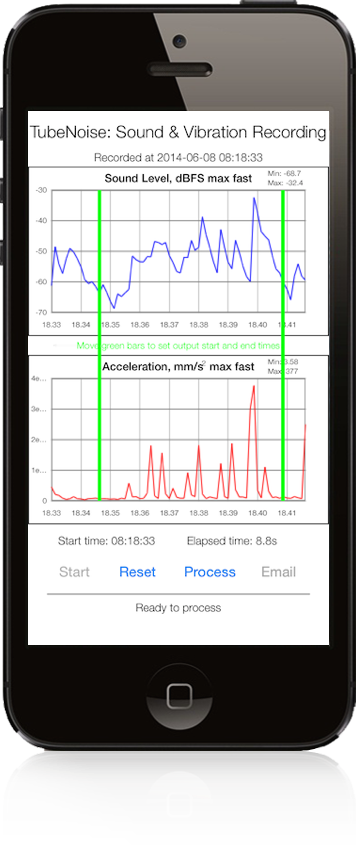 TubeNoise: Sound & Vibration Recording
Recorded at 2014-06-08 08:18:33
Sound Level, dBFS max fast
Min: -68.7
Max: -32.4
-30
-40
-50
-60
-70
18.33 18.34 18.35 18.36 18.37 18.38 18.39 18.40 18.41
Move green bars to set output start and end times
Acceleration, mm/s² max fast
Min: 0.58
Max: 377
4e...
3e...
2e...
1e...
0
18.33 18.34 18.35 18.36 18.37 18.38 18.39 18.40 18.41
Start time: 08:18:33 Elapsed time: 8.8s
Start Reset Process Email
Ready to process